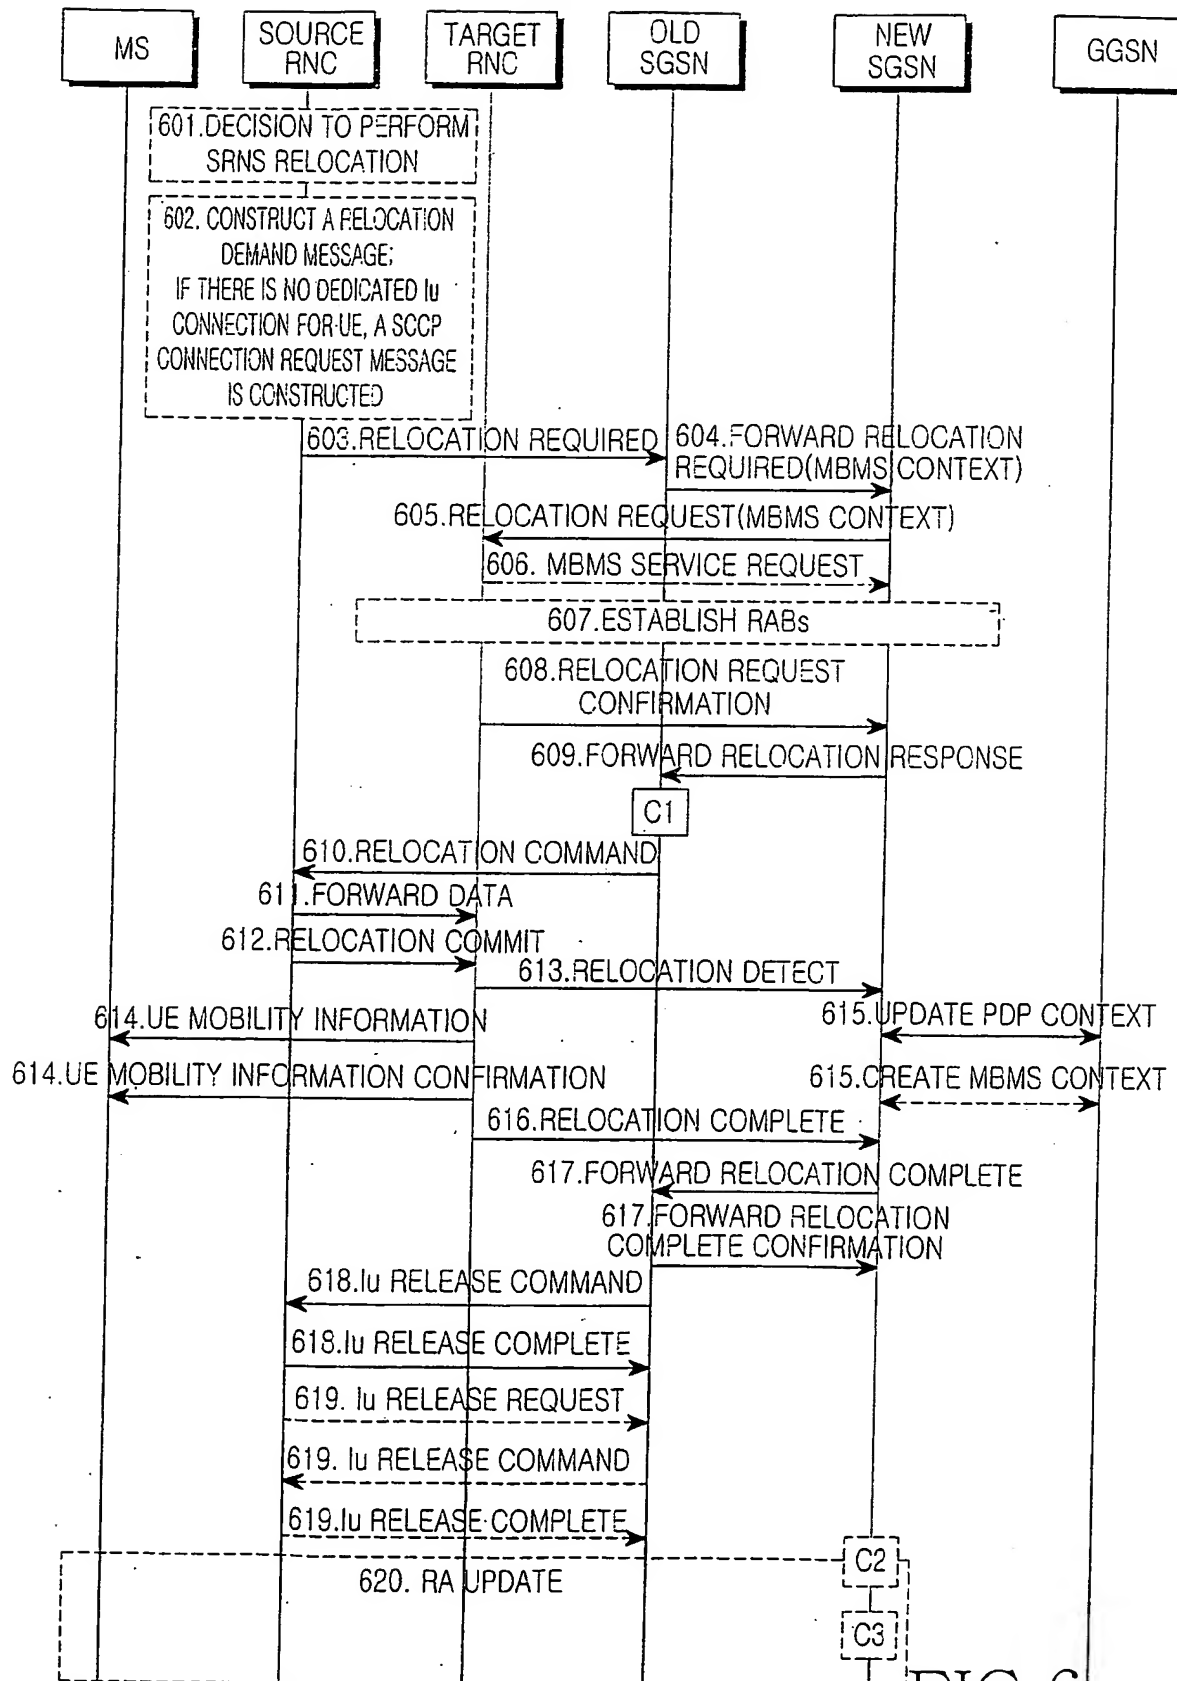 MS
SOURCE
RNC
TARGET
RNC
OLD
SGSN
NEW
SGSN
GGSN
601.DECISION TO PERFORM
SRNS RELOCATION
602. CONSTRUCT A RELOCATION
DEMAND MESSAGE;
IF THERE IS NO DEDICATED Iu
CONNECTION FOR UE, A SCCP
CONNECTION REQUEST MESSAGE
IS CONSTRUCTED
603.RELOCATION REQUIRED
604.FORWARD RELOCATION
REQUIRED(MBMS CONTEXT)
605.RELOCATION REQUEST(MBMS CONTEXT)
606. MBMS SERVICE REQUEST
607.ESTABLISH RABs
608.RELOCATION REQUEST
CONFIRMATION
609.FORWARD RELOCATION RESPONSE
C1
610.RELOCATION COMMAND
611.FORWARD DATA
612.RELOCATION COMMIT
613.RELOCATION DETECT
614.UE MOBILITY INFORMATION
615.UPDATE PDP CONTEXT
614.UE MOBILITY INFORMATION CONFIRMATION
615.CREATE MBMS CONTEXT
616.RELOCATION COMPLETE
617.FORWARD RELOCATION COMPLETE
617.FORWARD RELOCATION
COMPLETE CONFIRMATION
618.Iu RELEASE COMMAND
618.Iu RELEASE COMPLETE
619. Iu RELEASE REQUEST
619. Iu RELEASE COMMAND
619.Iu RELEASE COMPLETE
C2
620. RA UPDATE
C3
FIG. 6